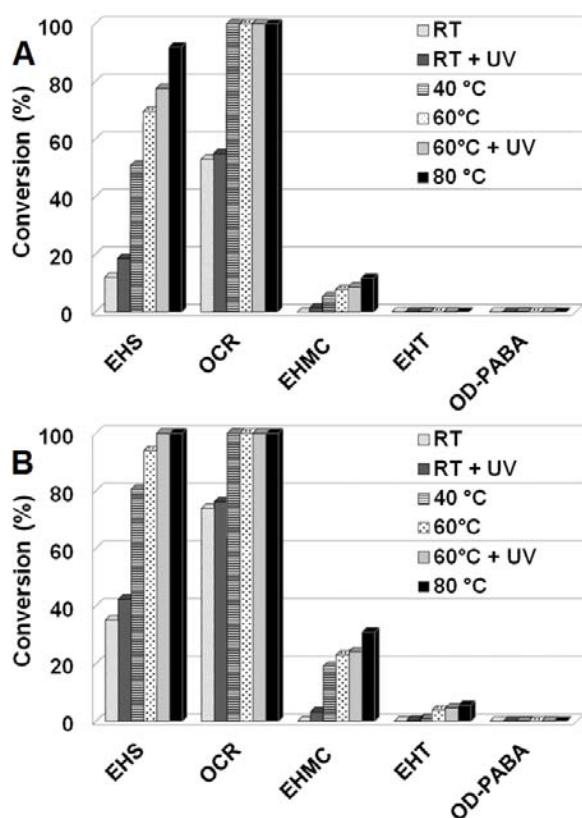 A
Conversion (%)
100
80
60
40
20
0
RT
RT + UV
40 °C
60°C
60°C + UV
80 °C
EHS
OCR
EHMC
EHT
OD-PABA
B
Conversion (%)
100
80
60
40
20
0
RT
RT + UV
40 °C
60°C
60°C + UV
80 °C
EHS
OCR
EHMC
EHT
OD-PABA